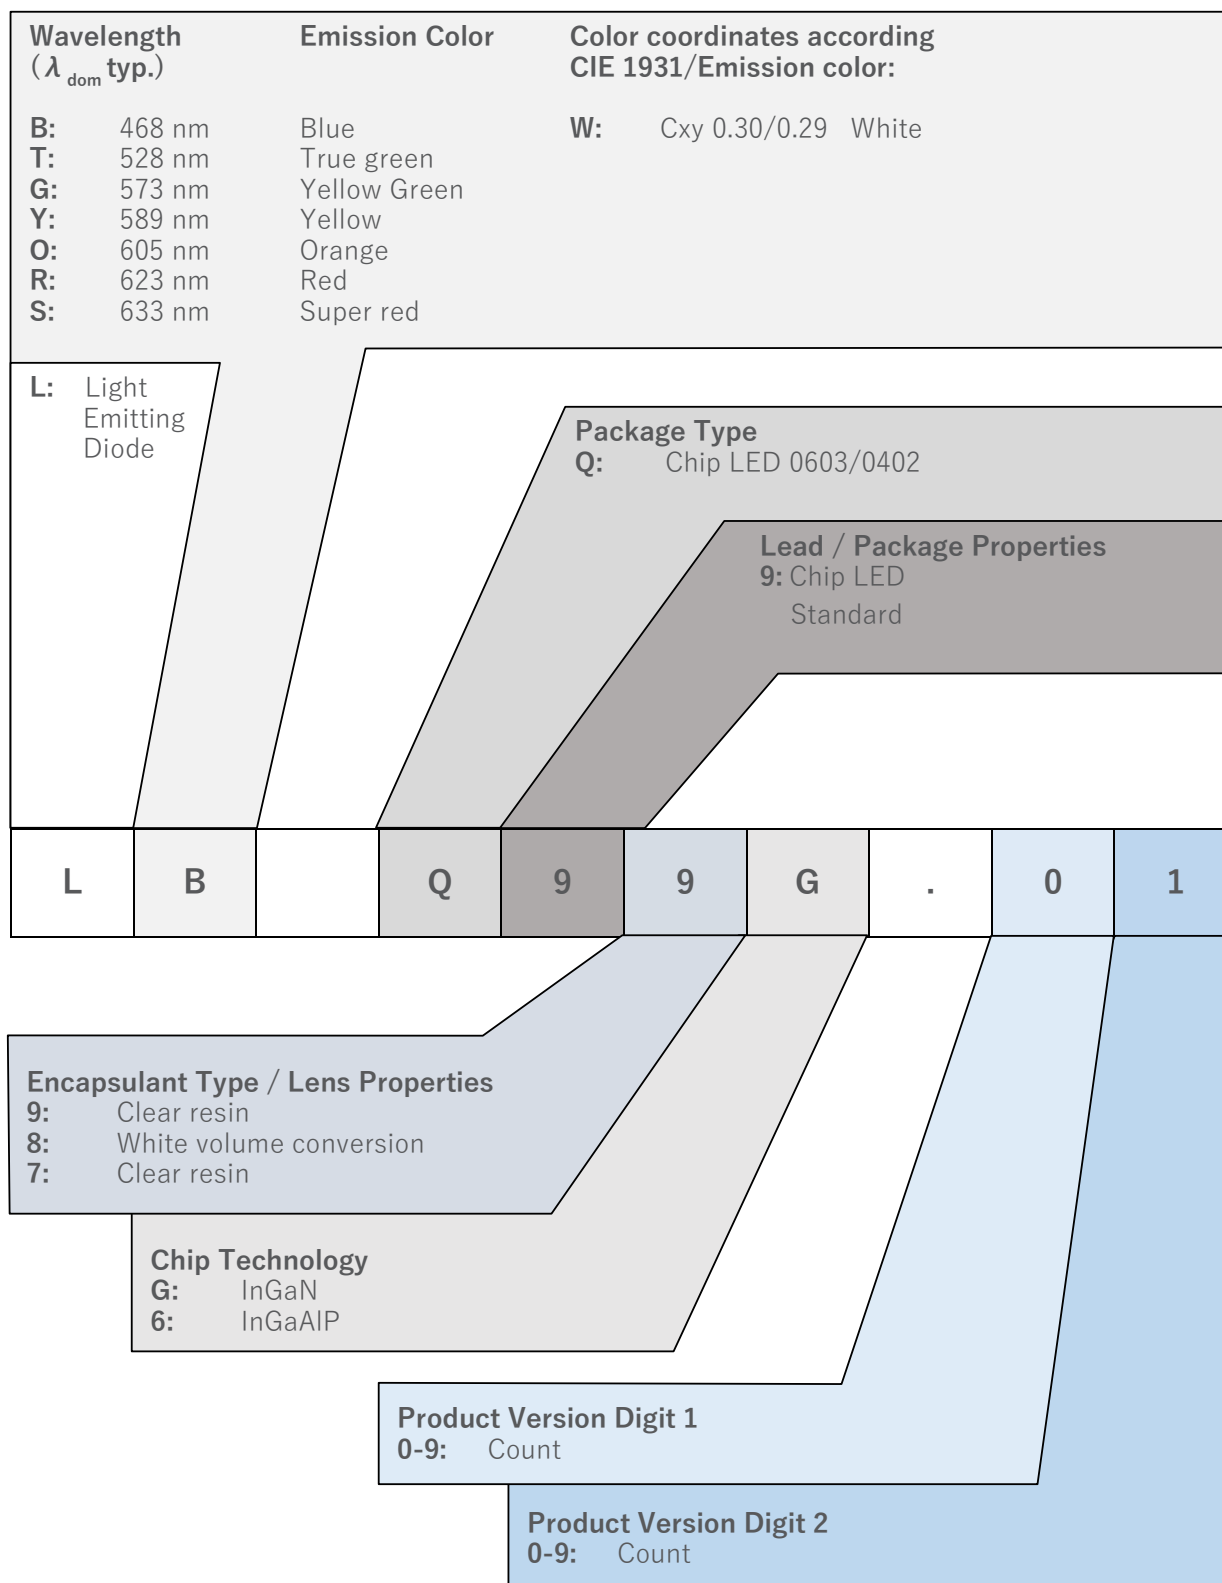 Wavelength Emission Color Color coordinates according
(λ dom typ.) CIE 1931/Emission color:
B: 468 nm Blue W: Cxy 0.30/0.29 White
T: 528 nm True green
G: 573 nm Yellow Green
Y: 589 nm Yellow
O: 605 nm Orange
R: 623 nm Red
S: 633 nm Super red
L: Light
Emitting
Diode
Package Type
Q: Chip LED 0603/0402
Lead / Package Properties
9: Chip LED
Standard
L B Q 9 9 G . 0 1
Encapsulant Type / Lens Properties
9: Clear resin
8: White volume conversion
7: Clear resin
Chip Technology
G: InGaN
6: InGaAlP
Product Version Digit 1
0-9: Count
Product Version Digit 2
0-9: Count